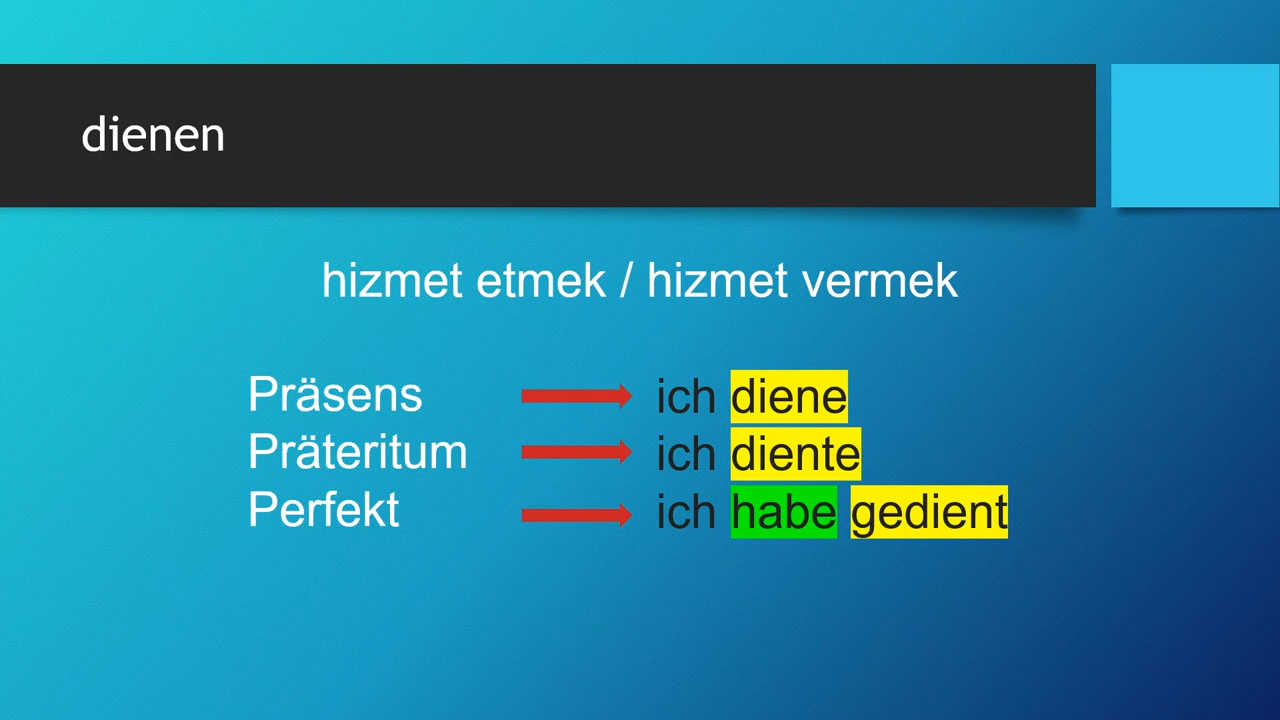 dienen
hizmet etmek / hizmet vermek
Präsens ich diene
Präteritum ich diente
Perfekt ich habe gedient